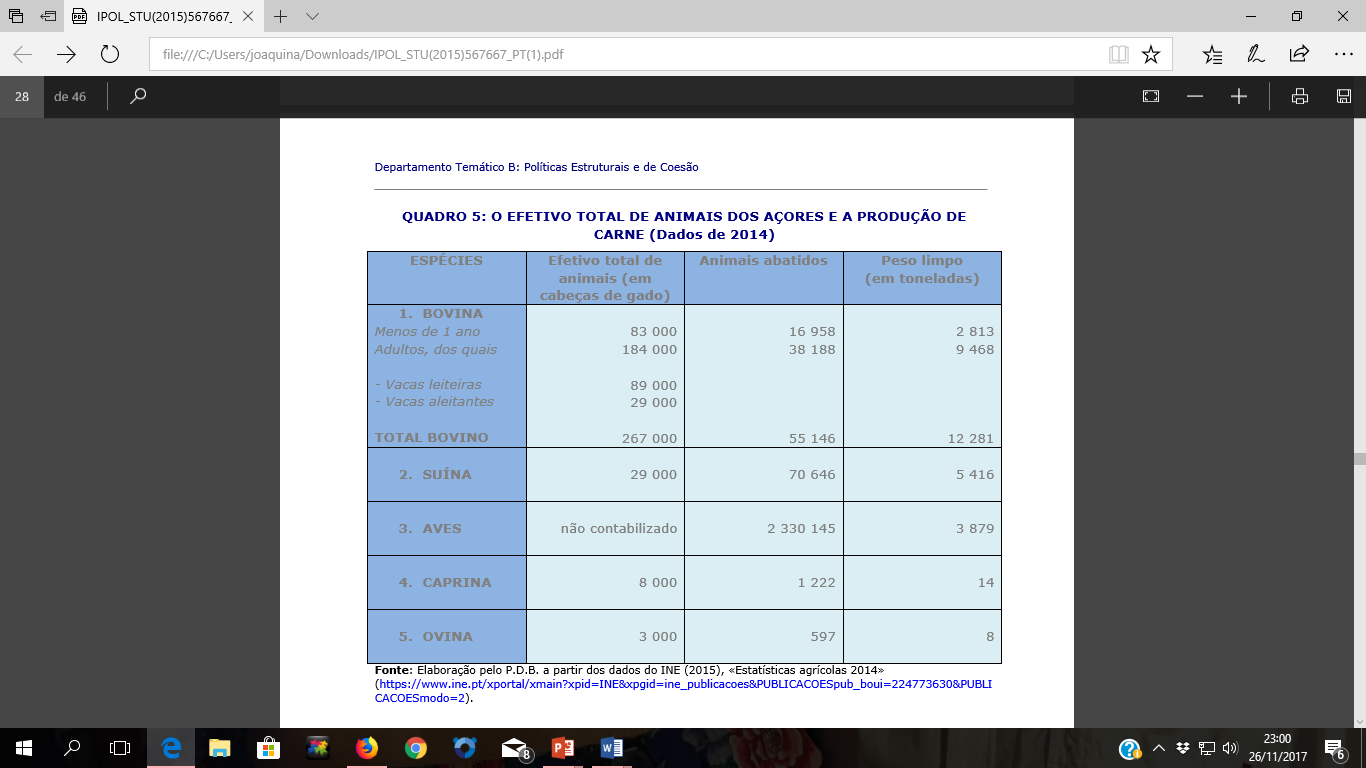 IPOL_STU(2015)567667_
file:///C:/Users/joaquina/Downloads/IPOL_STU(2015)567667_PT(1).pdf
28 de 46
Departamento Temático B: Políticas Estruturais e de Coesão
QUADRO 5: O EFETIVO TOTAL DE ANIMAIS DOS AÇORES E A PRODUÇÃO DE
CARNE (Dados de 2014)
ESPÉCIES Efetivo total de animais (em cabeças de gado) Animais abatidos Peso limpo (em toneladas)
1. BOVINA
Menos de 1 ano 83 000 16 958 2 813
Adultos, dos quais 184 000 38 188 9 468
- Vacas leiteiras 89 000
- Vacas aleitantes 29 000
TOTAL BOVINO 267 000 55 146 12 281
2. SUÍNA 29 000 70 646 5 416
3. AVES não contabilizado 2 330 145 3 879
4. CAPRINA 8 000 1 222 14
5. OVINA 3 000 597 8
Fonte: Elaboração pelo P.D.B. a partir dos dados do INE (2015), «Estatísticas agrícolas 2014»
(https://www.ine.pt/xportal/xmain?xpid=INE&xpgid=ine_publicacoes&PUBLICACOESpub_boui=224773630&PUBLI
CACOESmodo=2).
8
23:00
26/11/2017
6